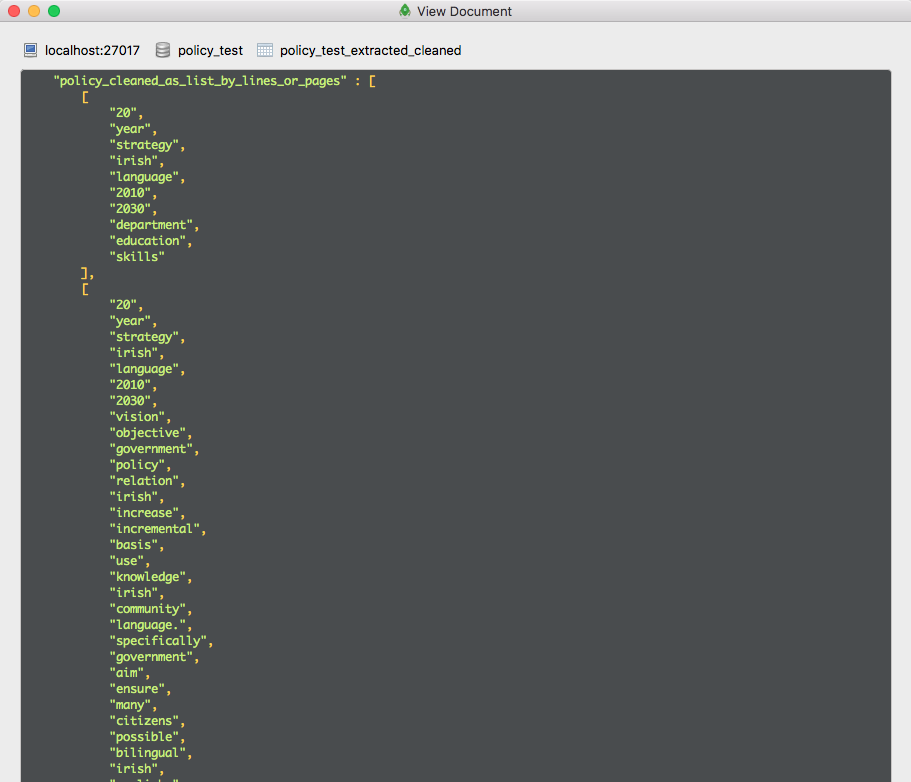 View Document
localhost:27017 policy_test policy_test_extracted_cleaned
"policy_cleaned_as_list_by_lines_or_pages" : [
[
"20",
"year",
"strategy",
"irish",
"language",
"2010",
"2030",
"department",
"education",
"skills"
],
[
"20",
"year",
"strategy",
"irish",
"language",
"2010",
"2030",
"vision",
"objective",
"government",
"policy",
"relation",
"irish",
"increase",
"incremental",
"basis",
"use",
"knowledge",
"irish",
"community",
"language.",
"specifically",
"government",
"aim",
"ensure",
"many",
"citizens",
"possible",
"bilingual",
"irish",